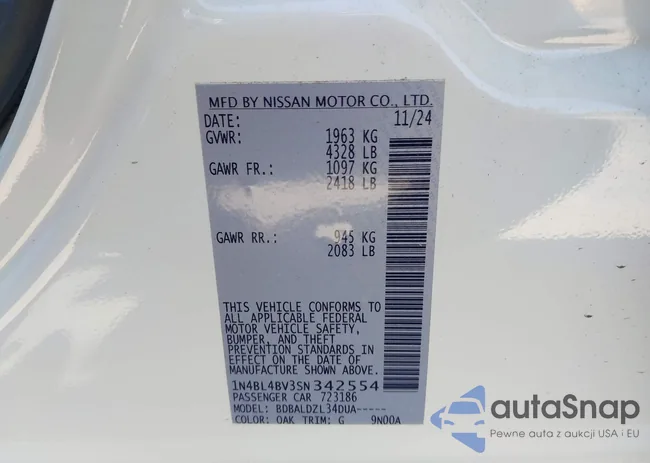 MFD BY NISSAN MOTOR CO., LTD.
DATE: 11/24
GVWR: 1963 KG
4328 LB
GAWR FR.: 1097 KG
2418 LB
GAWR RR.: 945 KG
2083 LB
THIS VEHICLE CONFORMS TO
ALL APPLICABLE FEDERAL
MOTOR VEHICLE SAFETY,
BUMPER, AND THEFT
PREVENTION STANDARDS IN
EFFECT ON THE DATE OF
MANUFACTURE SHOWN ABOVE.
1N4BL4BV3SN342554
PASSENGER CAR 723186
MODEL: BDBALDZL34DUA-----
COLOR: QAK TRIM: G 9N00A
autoSnap
Pewne auta z aukcji USA i EU